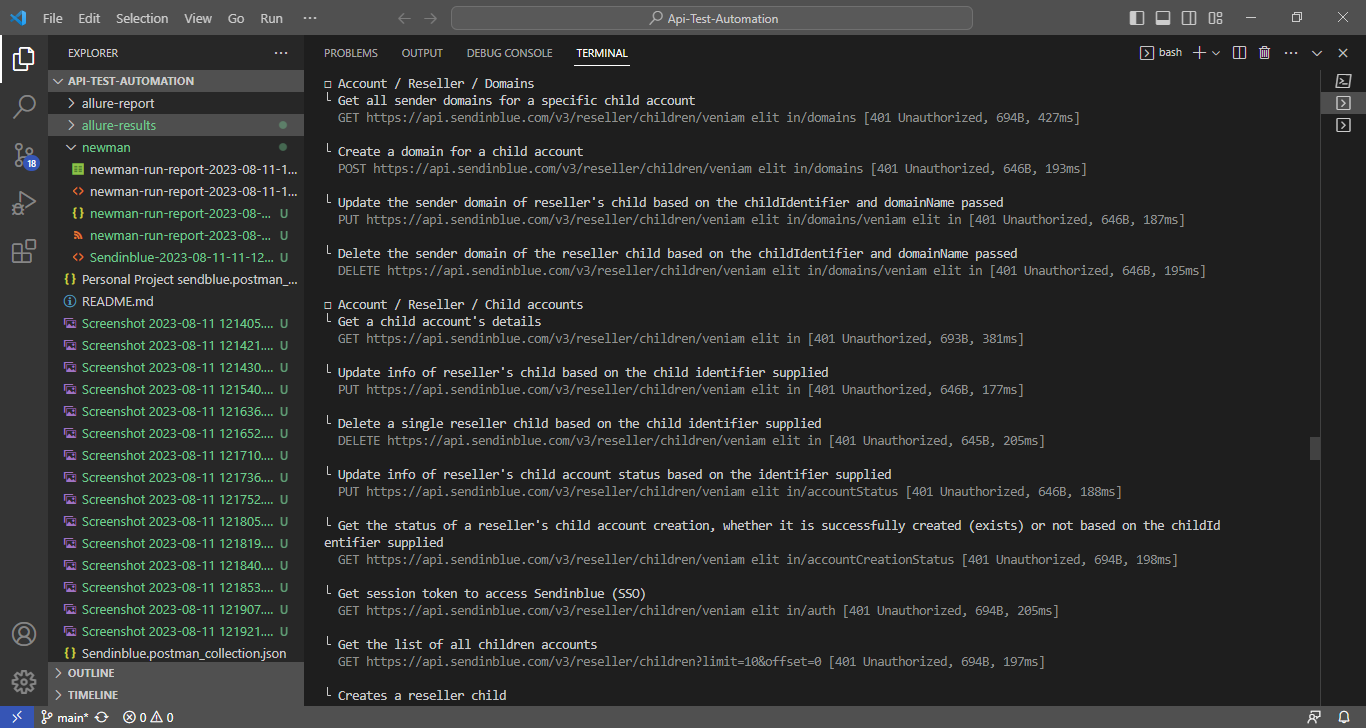 File Edit Selection View Go Run ··· Api-Test-Automation
EXPLORER ···
API-TEST-AUTOMATION
allure-report
allure-results
newman
newman-run-report-2023-08-11-1...
newman-run-report-2023-08-11-1...
newman-run-report-2023-08-... U
newman-run-report-2023-08-... U
Sendinblue-2023-08-11-11-12... U
Personal Project sendblue.postman_...
README.md
Screenshot 2023-08-11 121405.... U
Screenshot 2023-08-11 121421.... U
Screenshot 2023-08-11 121430.... U
Screenshot 2023-08-11 121540.... U
Screenshot 2023-08-11 121636.... U
Screenshot 2023-08-11 121652.... U
Screenshot 2023-08-11 121710.... U
Screenshot 2023-08-11 121736.... U
Screenshot 2023-08-11 121752.... U
Screenshot 2023-08-11 121805.... U
Screenshot 2023-08-11 121819.... U
Screenshot 2023-08-11 121840.... U
Screenshot 2023-08-11 121853.... U
Screenshot 2023-08-11 121907.... U
Screenshot 2023-08-11 121921.... U
Sendinblue.postman_collection.json
OUTLINE
TIMELINE
18
PROBLEMS OUTPUT DEBUG CONSOLE TERMINAL bash
□ Account / Reseller / Domains
└ Get all sender domains for a specific child account
GET https://api.sendinblue.com/v3/reseller/children/veniam elit in/domains [401 Unauthorized, 694B, 427ms]
└ Create a domain for a child account
POST https://api.sendinblue.com/v3/reseller/children/veniam elit in/domains [401 Unauthorized, 646B, 193ms]
└ Update the sender domain of reseller's child based on the childIdentifier and domainName passed
PUT https://api.sendinblue.com/v3/reseller/children/veniam elit in/domains/veniam elit in [401 Unauthorized, 646B, 187ms]
└ Delete the sender domain of the reseller child based on the childIdentifier and domainName passed
DELETE https://api.sendinblue.com/v3/reseller/children/veniam elit in/domains/veniam elit in [401 Unauthorized, 646B, 195ms]
□ Account / Reseller / Child accounts
└ Get a child account's details
GET https://api.sendinblue.com/v3/reseller/children/veniam elit in [401 Unauthorized, 693B, 381ms]
└ Update info of reseller's child based on the child identifier supplied
PUT https://api.sendinblue.com/v3/reseller/children/veniam elit in [401 Unauthorized, 646B, 177ms]
└ Delete a single reseller child based on the child identifier supplied
DELETE https://api.sendinblue.com/v3/reseller/children/veniam elit in [401 Unauthorized, 645B, 205ms]
└ Update info of reseller's child account status based on the identifier supplied
PUT https://api.sendinblue.com/v3/reseller/children/veniam elit in/accountStatus [401 Unauthorized, 646B, 188ms]
└ Get the status of a reseller's child account creation, whether it is successfully created (exists) or not based on the childId
entifier supplied
GET https://api.sendinblue.com/v3/reseller/children/veniam elit in/accountCreationStatus [401 Unauthorized, 694B, 198ms]
└ Get session token to access Sendinblue (SSO)
GET https://api.sendinblue.com/v3/reseller/children/veniam elit in/auth [401 Unauthorized, 694B, 205ms]
└ Get the list of all children accounts
GET https://api.sendinblue.com/v3/reseller/children?limit=10&offset=0 [401 Unauthorized, 694B, 197ms]
└ Creates a reseller child
main* 0 0